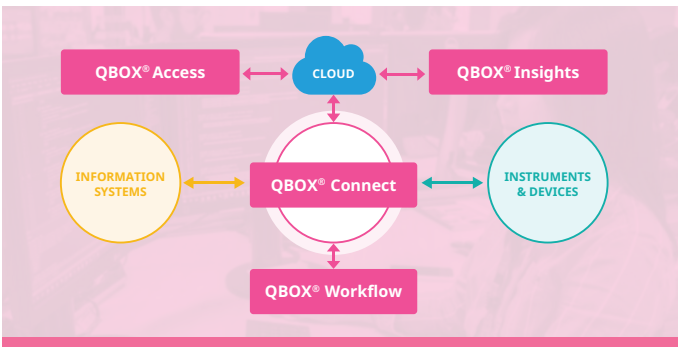 QBOX® Access
CLOUD
QBOX® Insights
INFORMATION
SYSTEMS
QBOX® Connect
INSTRUMENTS
& DEVICES
QBOX® Workflow